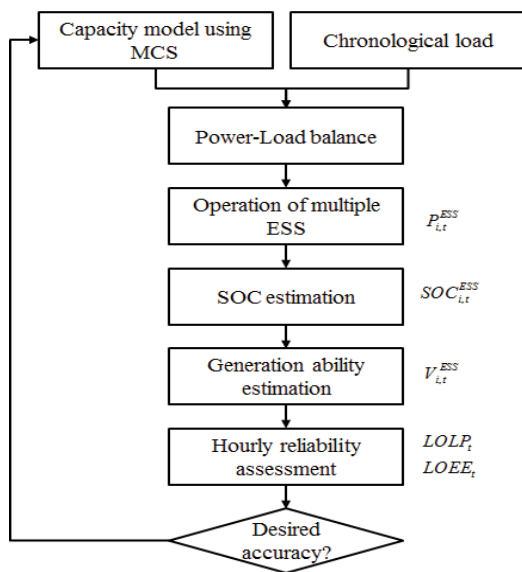 Capacity model using
MCS
Chronological load
Power-Load balance
Operation of multiple
ESS
P_{i,t}^{ESS}
SOC estimation
SOC_{i,t}^{ESS}
Generation ability
estimation
V_{i,t}^{ESS}
Hourly reliability
assessment
LOLP_t
LOEE_t
Desired
accuracy?